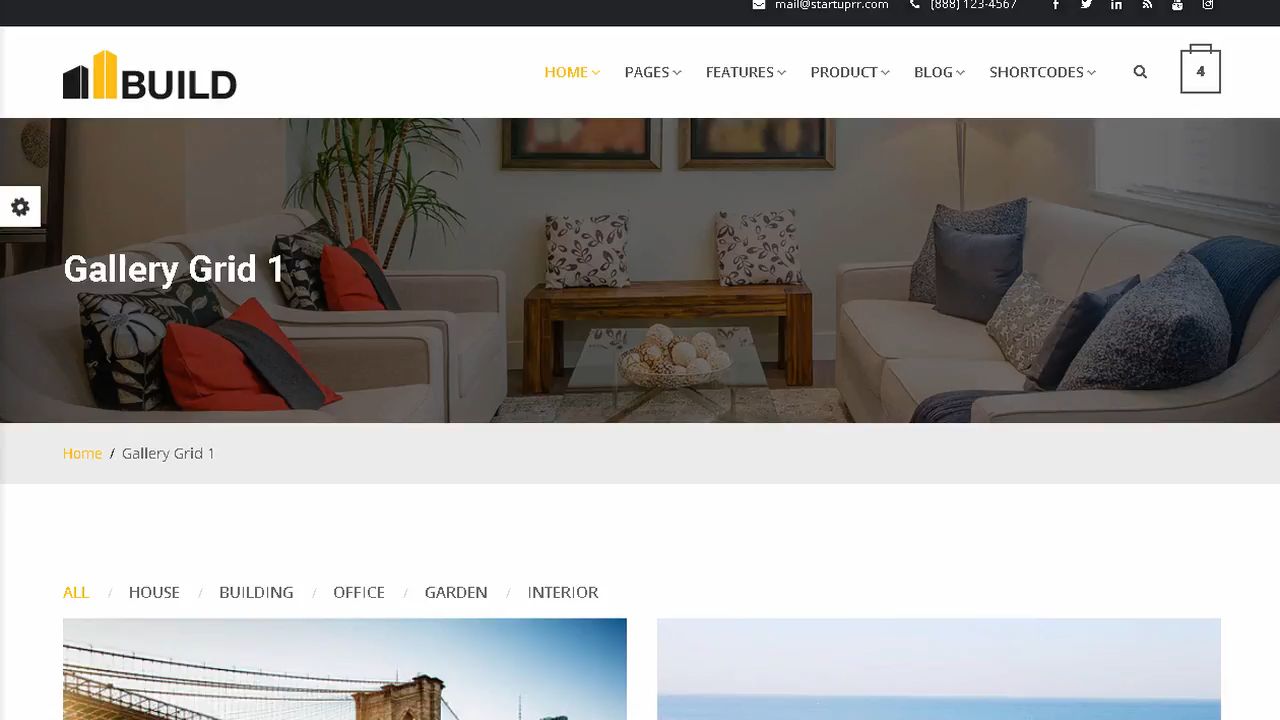 mail@startuprr.com (888) 123-4567
BUILD
HOME PAGES FEATURES PRODUCT BLOG SHORTCODES 4
Gallery Grid 1
Home / Gallery Grid 1
ALL / HOUSE / BUILDING / OFFICE / GARDEN / INTERIOR